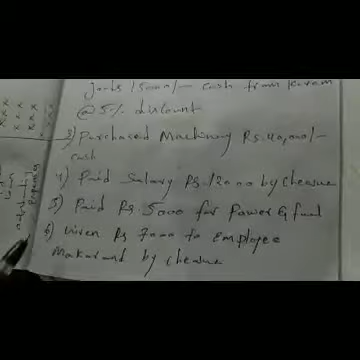 goods 15000/- cash from
@ 5% discount
3) Purchased Machinery Rs. 40,000/-
cash
4) Paid Salary Rs. 12000 by Cheque
5) Paid Rs. 5000 for Power & fuel
6) Given Rs 7000 to Employee
Makarand by Cheque